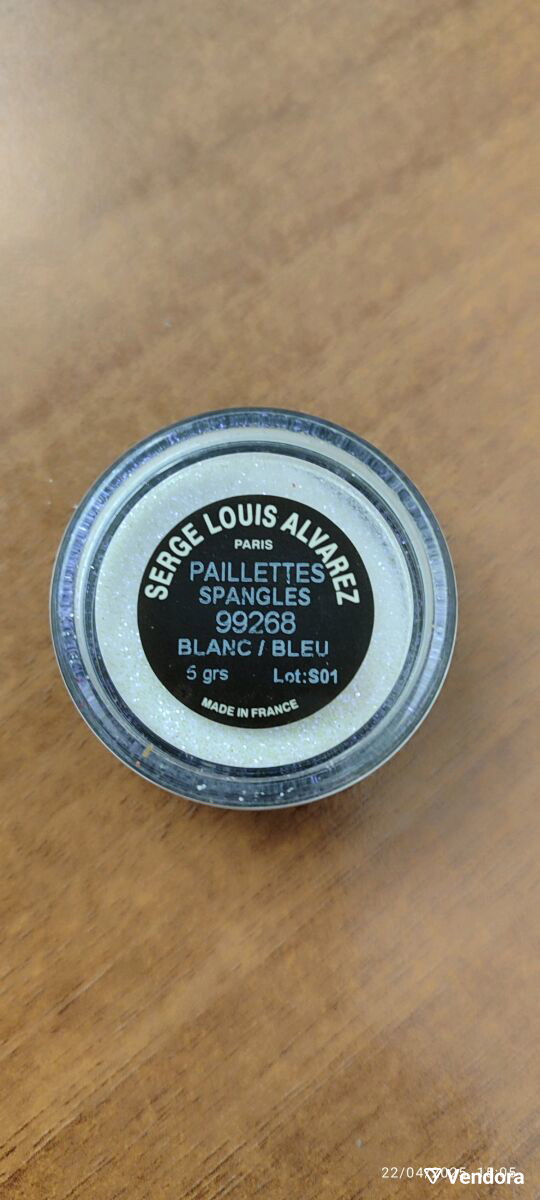 SERGE LOUIS ALVAREZ
PARIS
PAILLETTES
SPANGLES
99268
BLANC / BLEU
5 grs Lot:S01
MADE IN FRANCE
Vendora